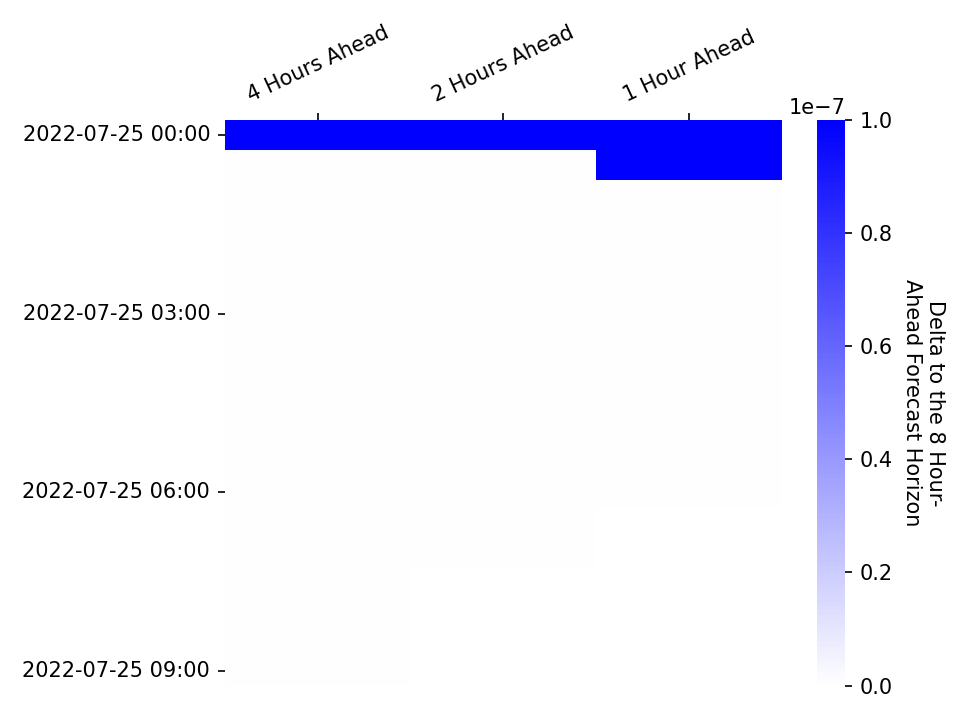 4 Hours Ahead
2 Hours Ahead
1 Hour Ahead
2022-07-25 00:00
2022-07-25 03:00
2022-07-25 06:00
2022-07-25 09:00
1e−7
1.0
0.8
0.6
0.4
0.2
0.0
Delta to the 8 Hour-
Ahead Forecast Horizon